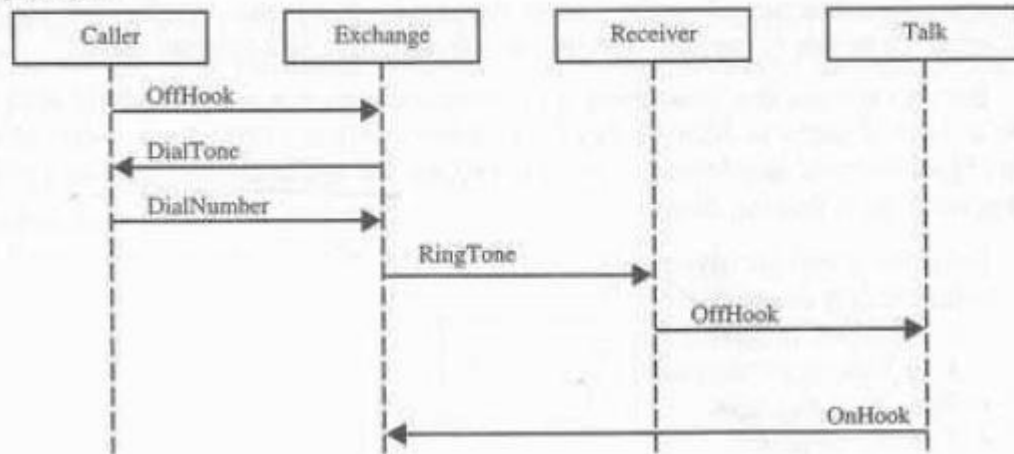 Caller Exchange Receiver Talk
OffHook
DialTone
DialNumber
RingTone
OffHook
OnHook